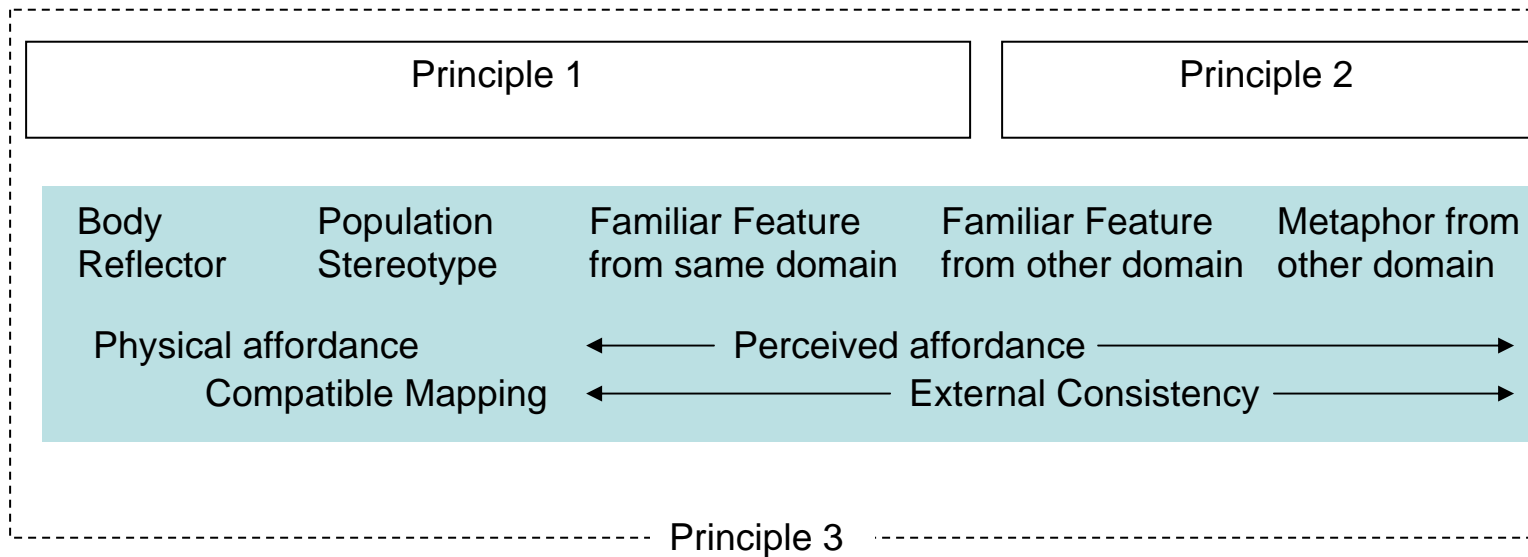 Principle 1
Principle 2
Body Reflector
Population Stereotype
Familiar Feature from same domain
Familiar Feature from other domain
Metaphor from other domain
Physical affordance
Perceived affordance
Compatible Mapping
External Consistency
Principle 3